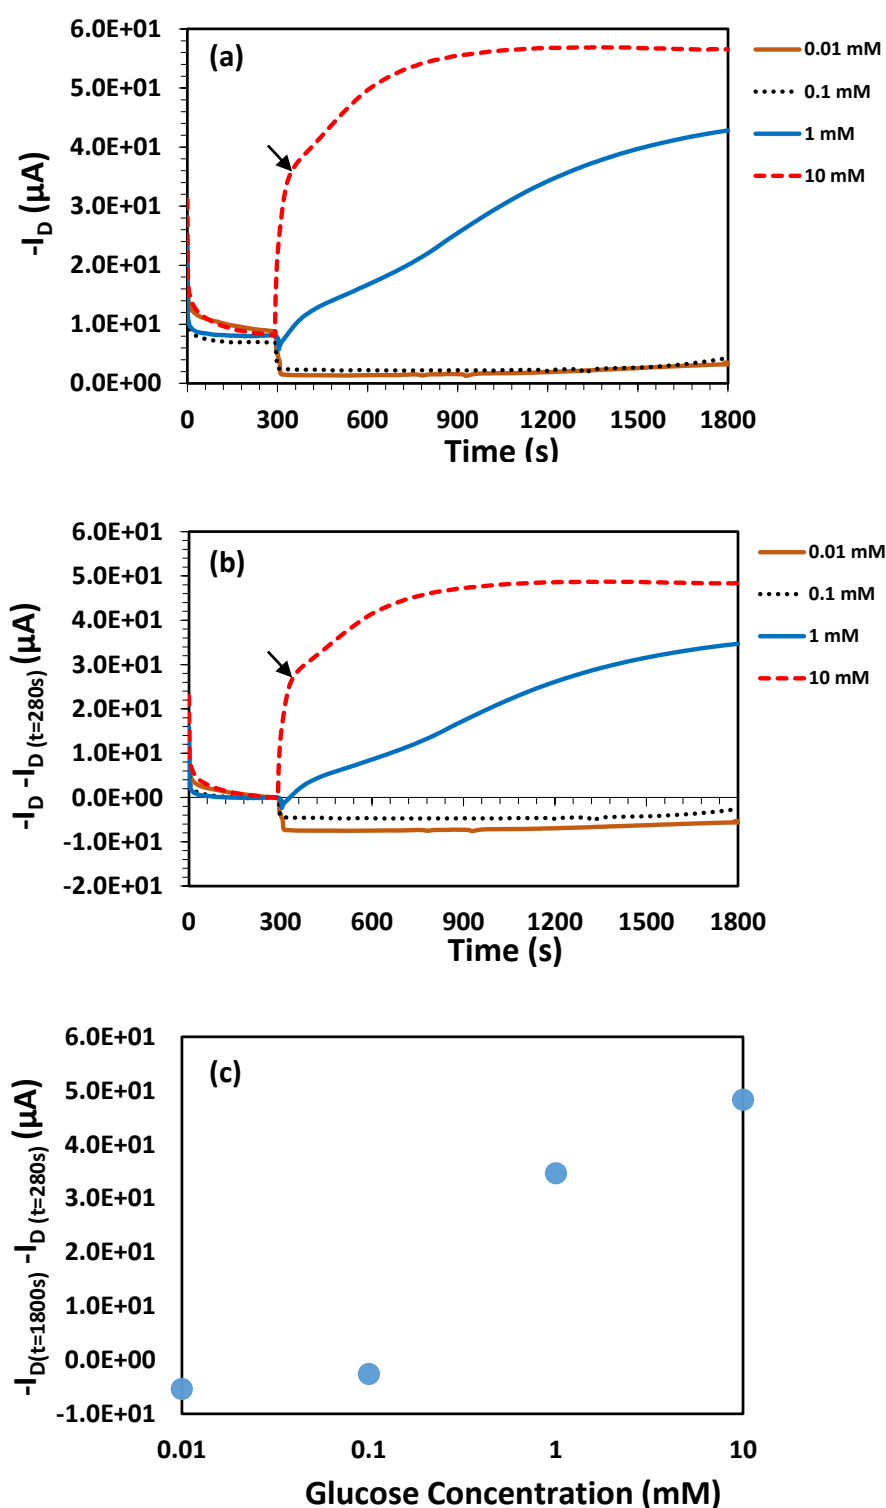 (a)
6.0E+01
5.0E+01
4.0E+01
3.0E+01
2.0E+01
1.0E+01
0.0E+00
-I_D (µA)
0 300 600 900 1200 1500 1800
Time (s)
0.01 mM
0.1 mM
1 mM
10 mM
(b)
6.0E+01
5.0E+01
4.0E+01
3.0E+01
2.0E+01
1.0E+01
0.0E+00
-1.0E+01
-2.0E+01
-I_D -I_D (t=280s) (µA)
0 300 600 900 1200 1500 1800
Time (s)
0.01 mM
0.1 mM
1 mM
10 mM
(c)
6.0E+01
5.0E+01
4.0E+01
3.0E+01
2.0E+01
1.0E+01
0.0E+00
-1.0E+01
-I_D(t=1800s) -I_D (t=280s) (µA)
0.01 0.1 1 10
Glucose Concentration (mM)